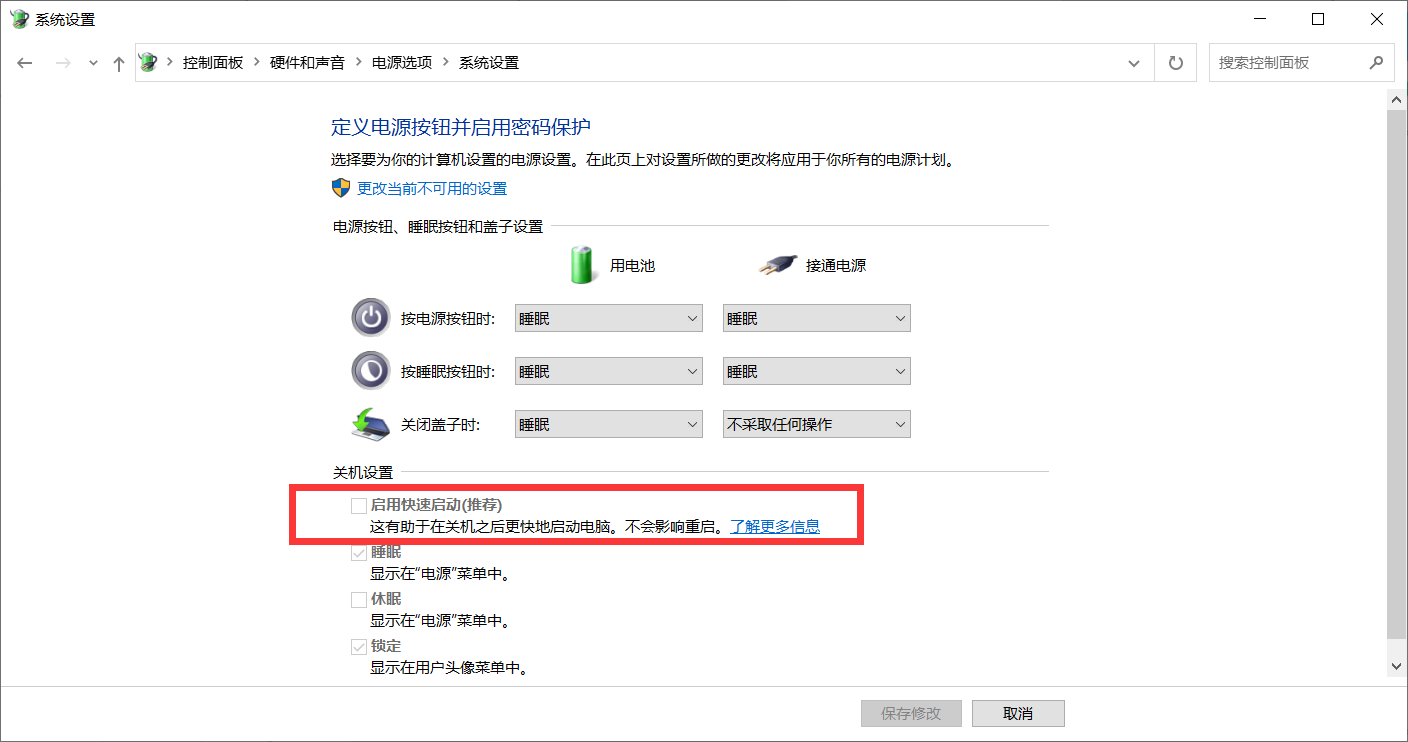 系统设置
控制面板 › 硬件和声音 › 电源选项 › 系统设置
搜索控制面板
定义电源按钮并启用密码保护
选择要为你的计算机设置的电源设置。在此页上对设置所做的更改将应用于你所有的电源计划。
更改当前不可用的设置
电源按钮、睡眠按钮和盖子设置
用电池 接通电源
按电源按钮时: 睡眠 睡眠
按睡眠按钮时: 睡眠 睡眠
关闭盖子时: 睡眠 不采取任何操作
关机设置
启用快速启动(推荐)
这有助于在关机之后更快地启动电脑。不会影响重启。了解更多信息
睡眠
显示在“电源”菜单中。
休眠
显示在“电源”菜单中。
锁定
显示在用户头像菜单中。
保存修改 取消